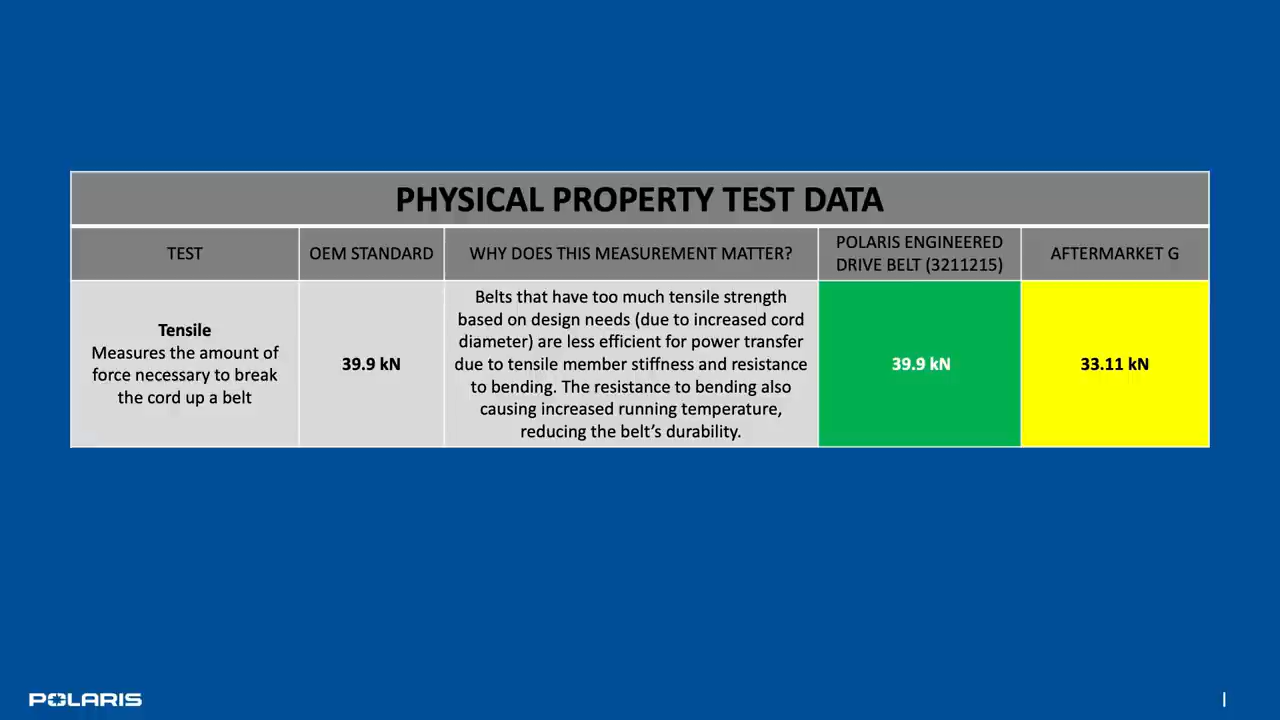 PHYSICAL PROPERTY TEST DATA
TEST
OEM STANDARD
WHY DOES THIS MEASUREMENT MATTER?
POLARIS ENGINEERED
DRIVE BELT (3211215)
AFTERMARKET G
Tensile
Measures the amount of
force necessary to break
the cord up a belt
39.9 kN
Belts that have too much tensile strength
based on design needs (due to increased cord
diameter) are less efficient for power transfer
due to tensile member stiffness and resistance
to bending. The resistance to bending also
causing increased running temperature,
reducing the belt's durability.
39.9 kN
33.11 kN
POLARIS